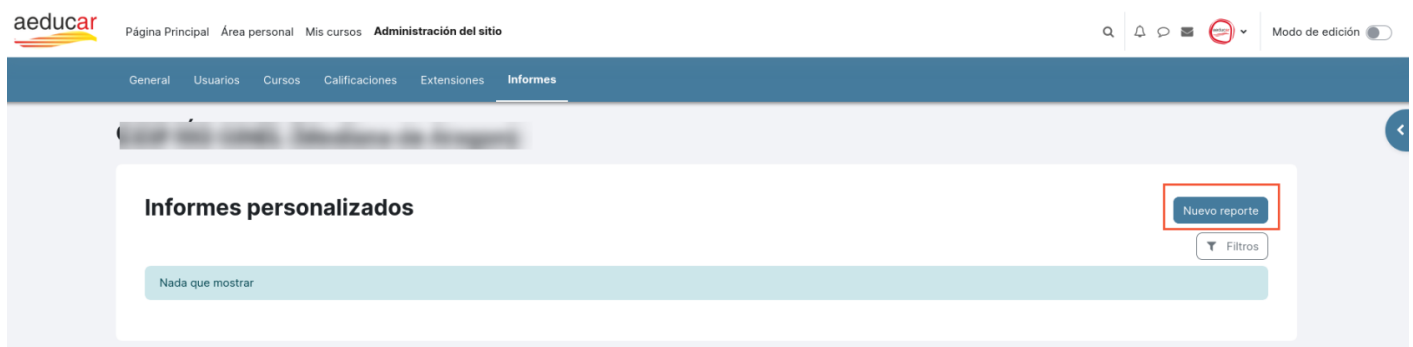 aeducar
Página Principal Área personal Mis cursos Administración del sitio
Modo de edición
General Usuarios Cursos Calificaciones Extensiones Informes
Informes personalizados
Nuevo reporte
Filtros
Nada que mostrar